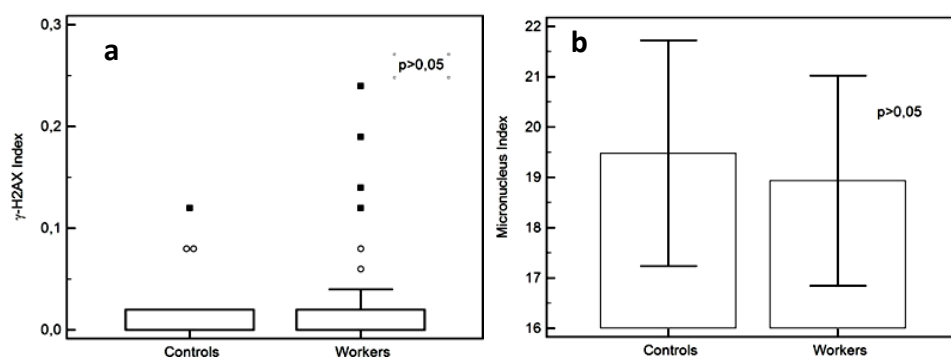 a
p>0,05
0,3
0,2
0,1
0,0
γ-H2AX Index
Controls
Workers
b
p>0,05
22
21
20
19
18
17
16
Micronucleus Index
Controls
Workers